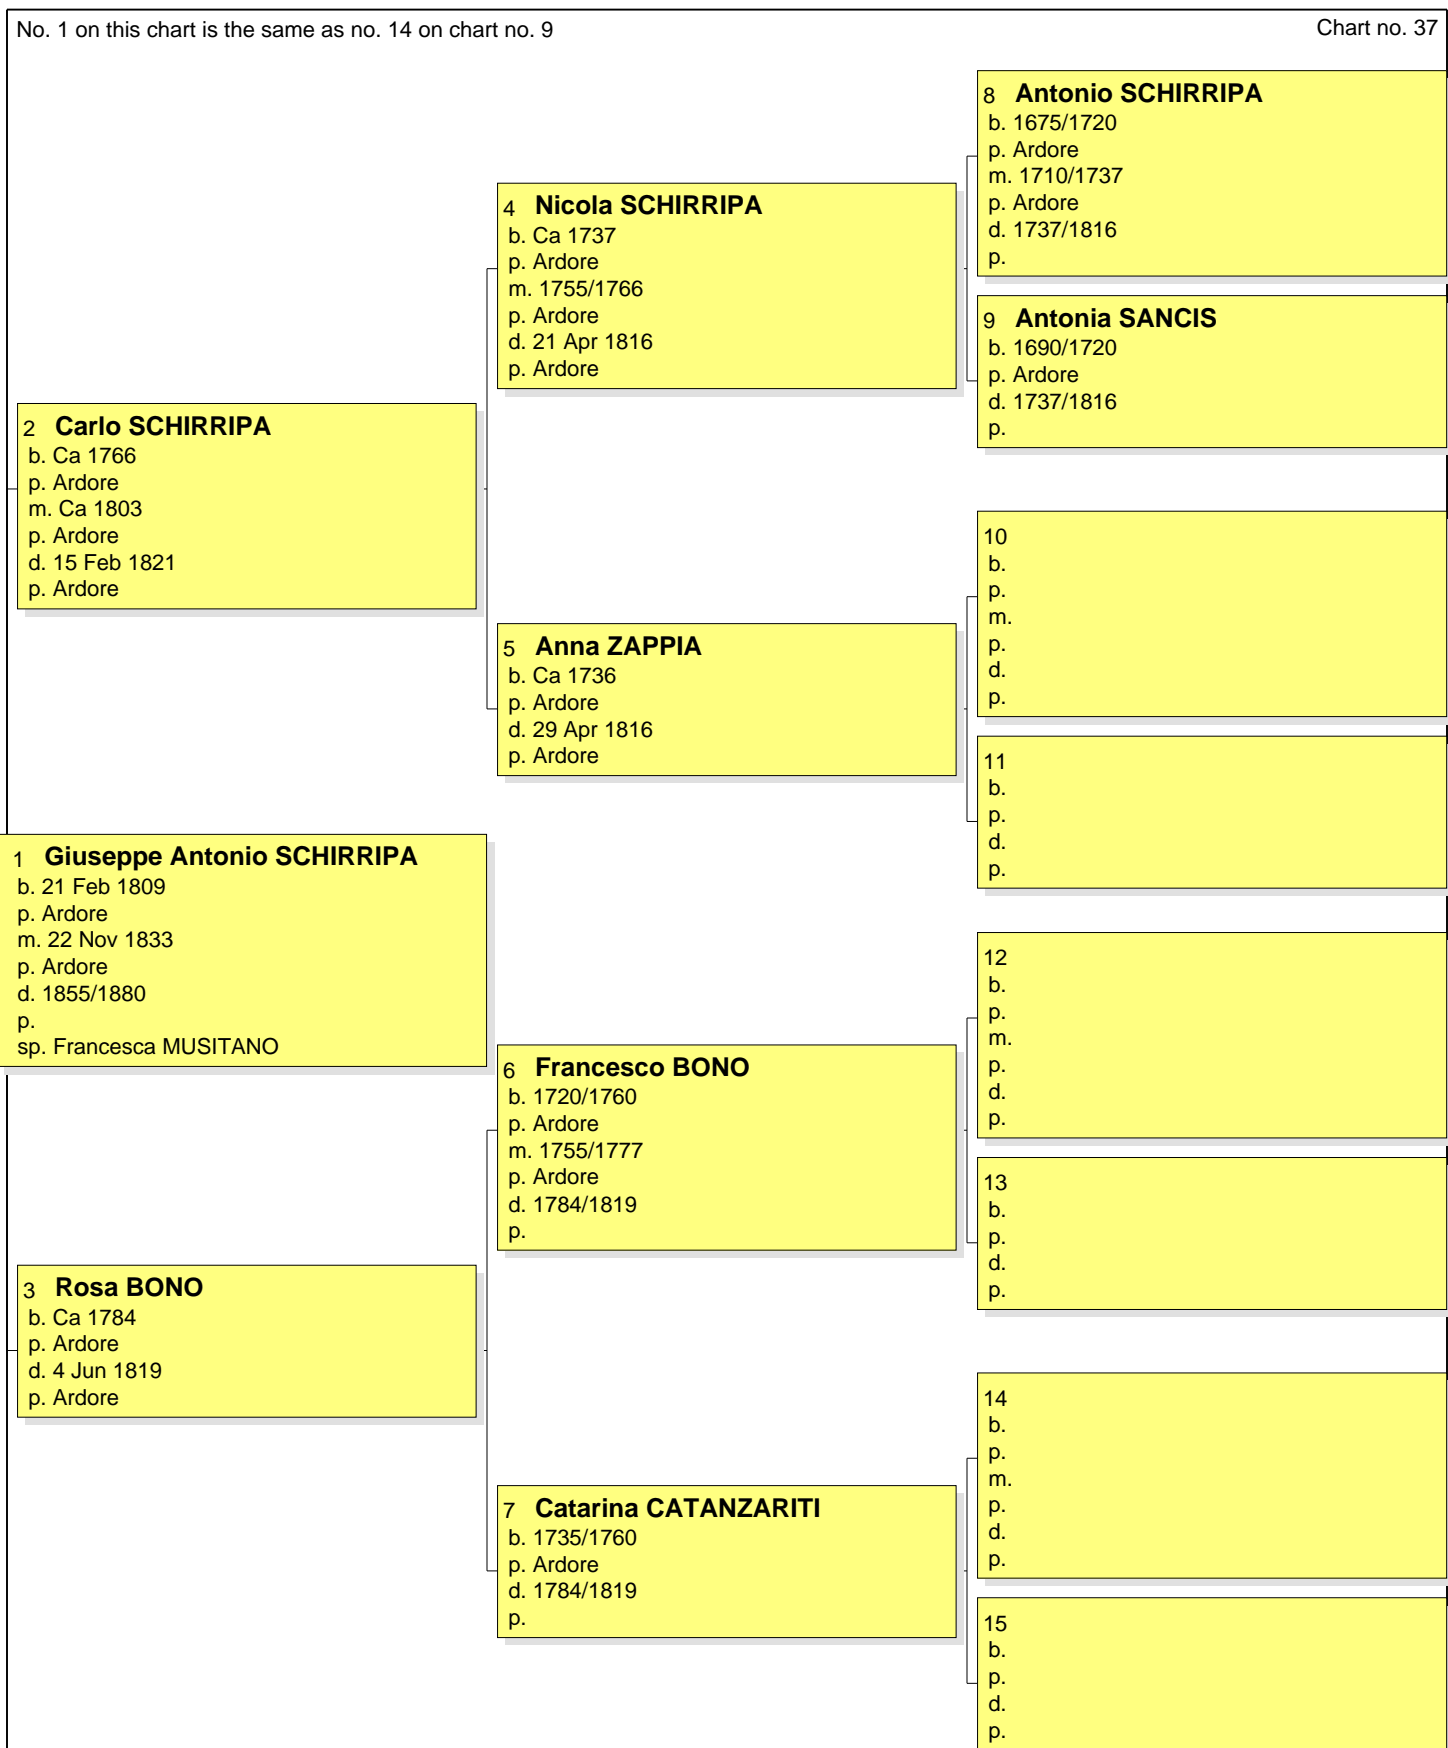 No. 1 on this chart is the same as no. 14 on chart no. 9
Chart no. 37
8 Antonio SCHIRRIPA
b. 1675/1720
p. Ardore
m. 1710/1737
p. Ardore
d. 1737/1816
p.
4 Nicola SCHIRRIPA
b. Ca 1737
p. Ardore
m. 1755/1766
p. Ardore
d. 21 Apr 1816
p. Ardore
9 Antonia SANCIS
b. 1690/1720
p. Ardore
d. 1737/1816
p.
2 Carlo SCHIRRIPA
b. Ca 1766
p. Ardore
m. Ca 1803
p. Ardore
d. 15 Feb 1821
p. Ardore
10
b.
p.
m.
p.
d.
p.
5 Anna ZAPPIA
b. Ca 1736
p. Ardore
d. 29 Apr 1816
p. Ardore
11
b.
p.
d.
p.
1 Giuseppe Antonio SCHIRRIPA
b. 21 Feb 1809
p. Ardore
m. 22 Nov 1833
p. Ardore
d. 1855/1880
p.
sp. Francesca MUSITANO
12
b.
p.
m.
p.
d.
p.
6 Francesco BONO
b. 1720/1760
p. Ardore
m. 1755/1777
p. Ardore
d. 1784/1819
p.
13
b.
p.
d.
p.
3 Rosa BONO
b. Ca 1784
p. Ardore
d. 4 Jun 1819
p. Ardore
14
b.
p.
m.
p.
d.
p.
7 Catarina CATANZARITI
b. 1735/1760
p. Ardore
d. 1784/1819
p.
15
b.
p.
d.
p.